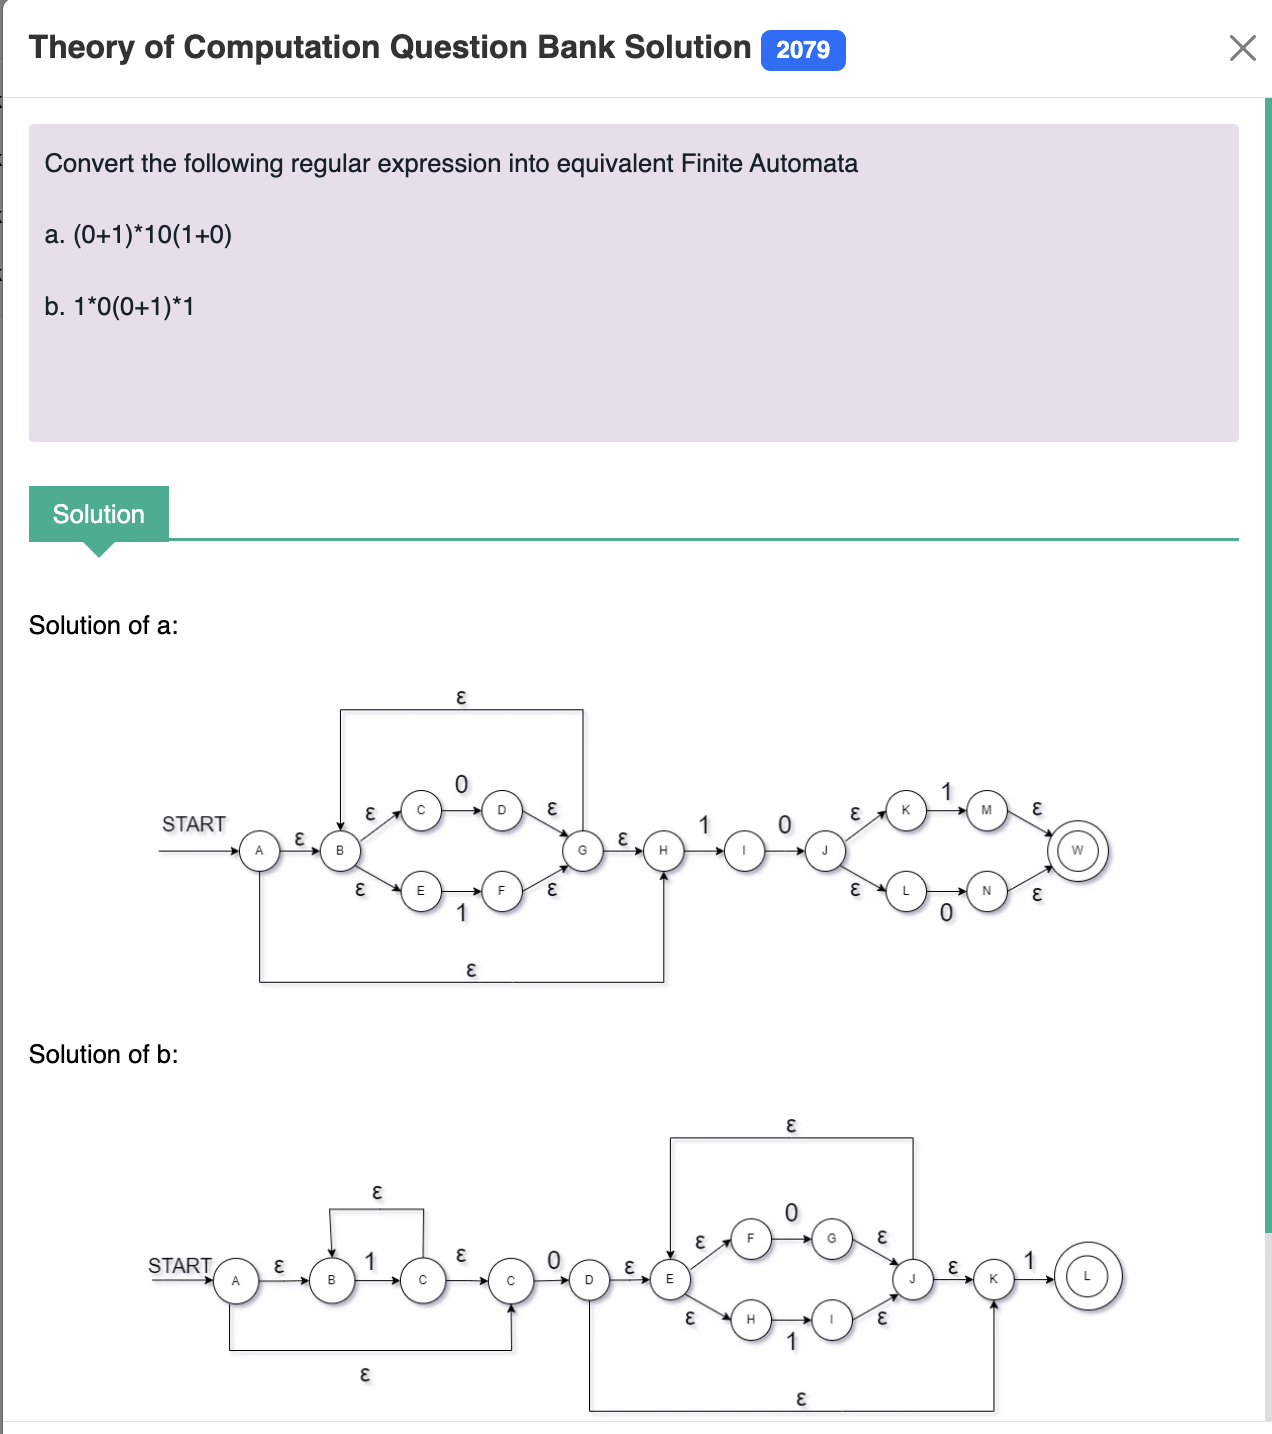 Theory of Computation Question Bank Solution 2079
Convert the following regular expression into equivalent Finite Automata
a. (0+1)*10(1+0)
b. 1*0(0+1)*1
Solution
Solution of a:
ε
0
1
START
ε
ε
C
D
ε
ε
K
M
ε
1
0
A
ε
B
G
ε
H
I
J
W
ε
E
F
ε
ε
L
N
ε
1
0
ε
Solution of b:
ε
ε
0
ε
F
G
ε
START
ε
1
ε
0
ε
ε
1
A
B
C
C
D
E
J
K
L
ε
H
I
ε
1
ε
ε